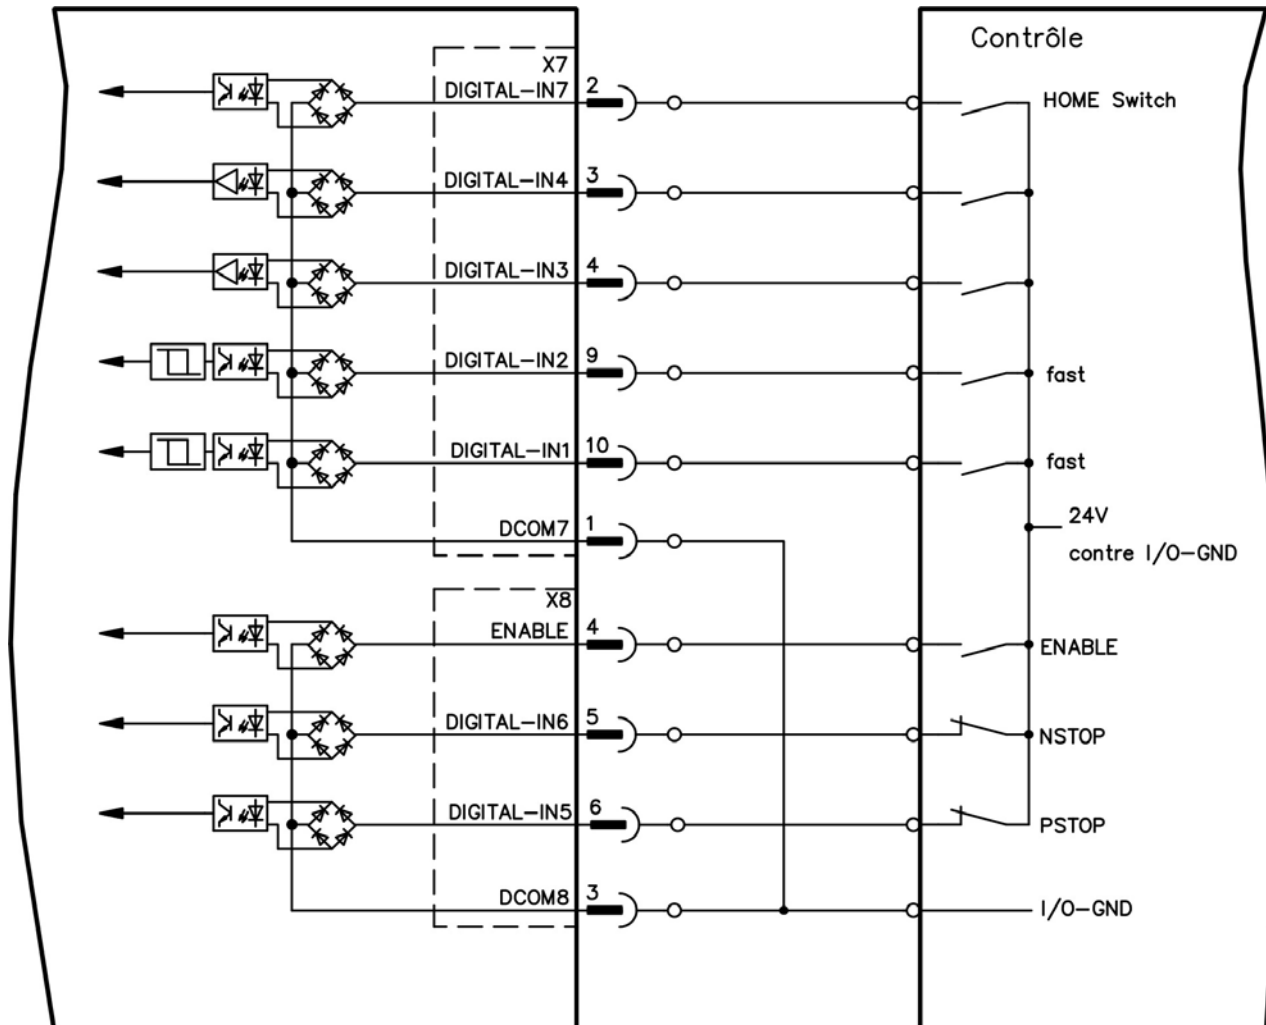 Contrôle
X7
DIGITAL-IN7 2 HOME Switch
DIGITAL-IN4 3
DIGITAL-IN3 4
DIGITAL-IN2 9 fast
DIGITAL-IN1 10 fast
DCOM7 1 24V
contre I/O-GND
X8
ENABLE 4 ENABLE
DIGITAL-IN6 5 NSTOP
DIGITAL-IN5 6 PSTOP
DCOM8 3 I/O-GND